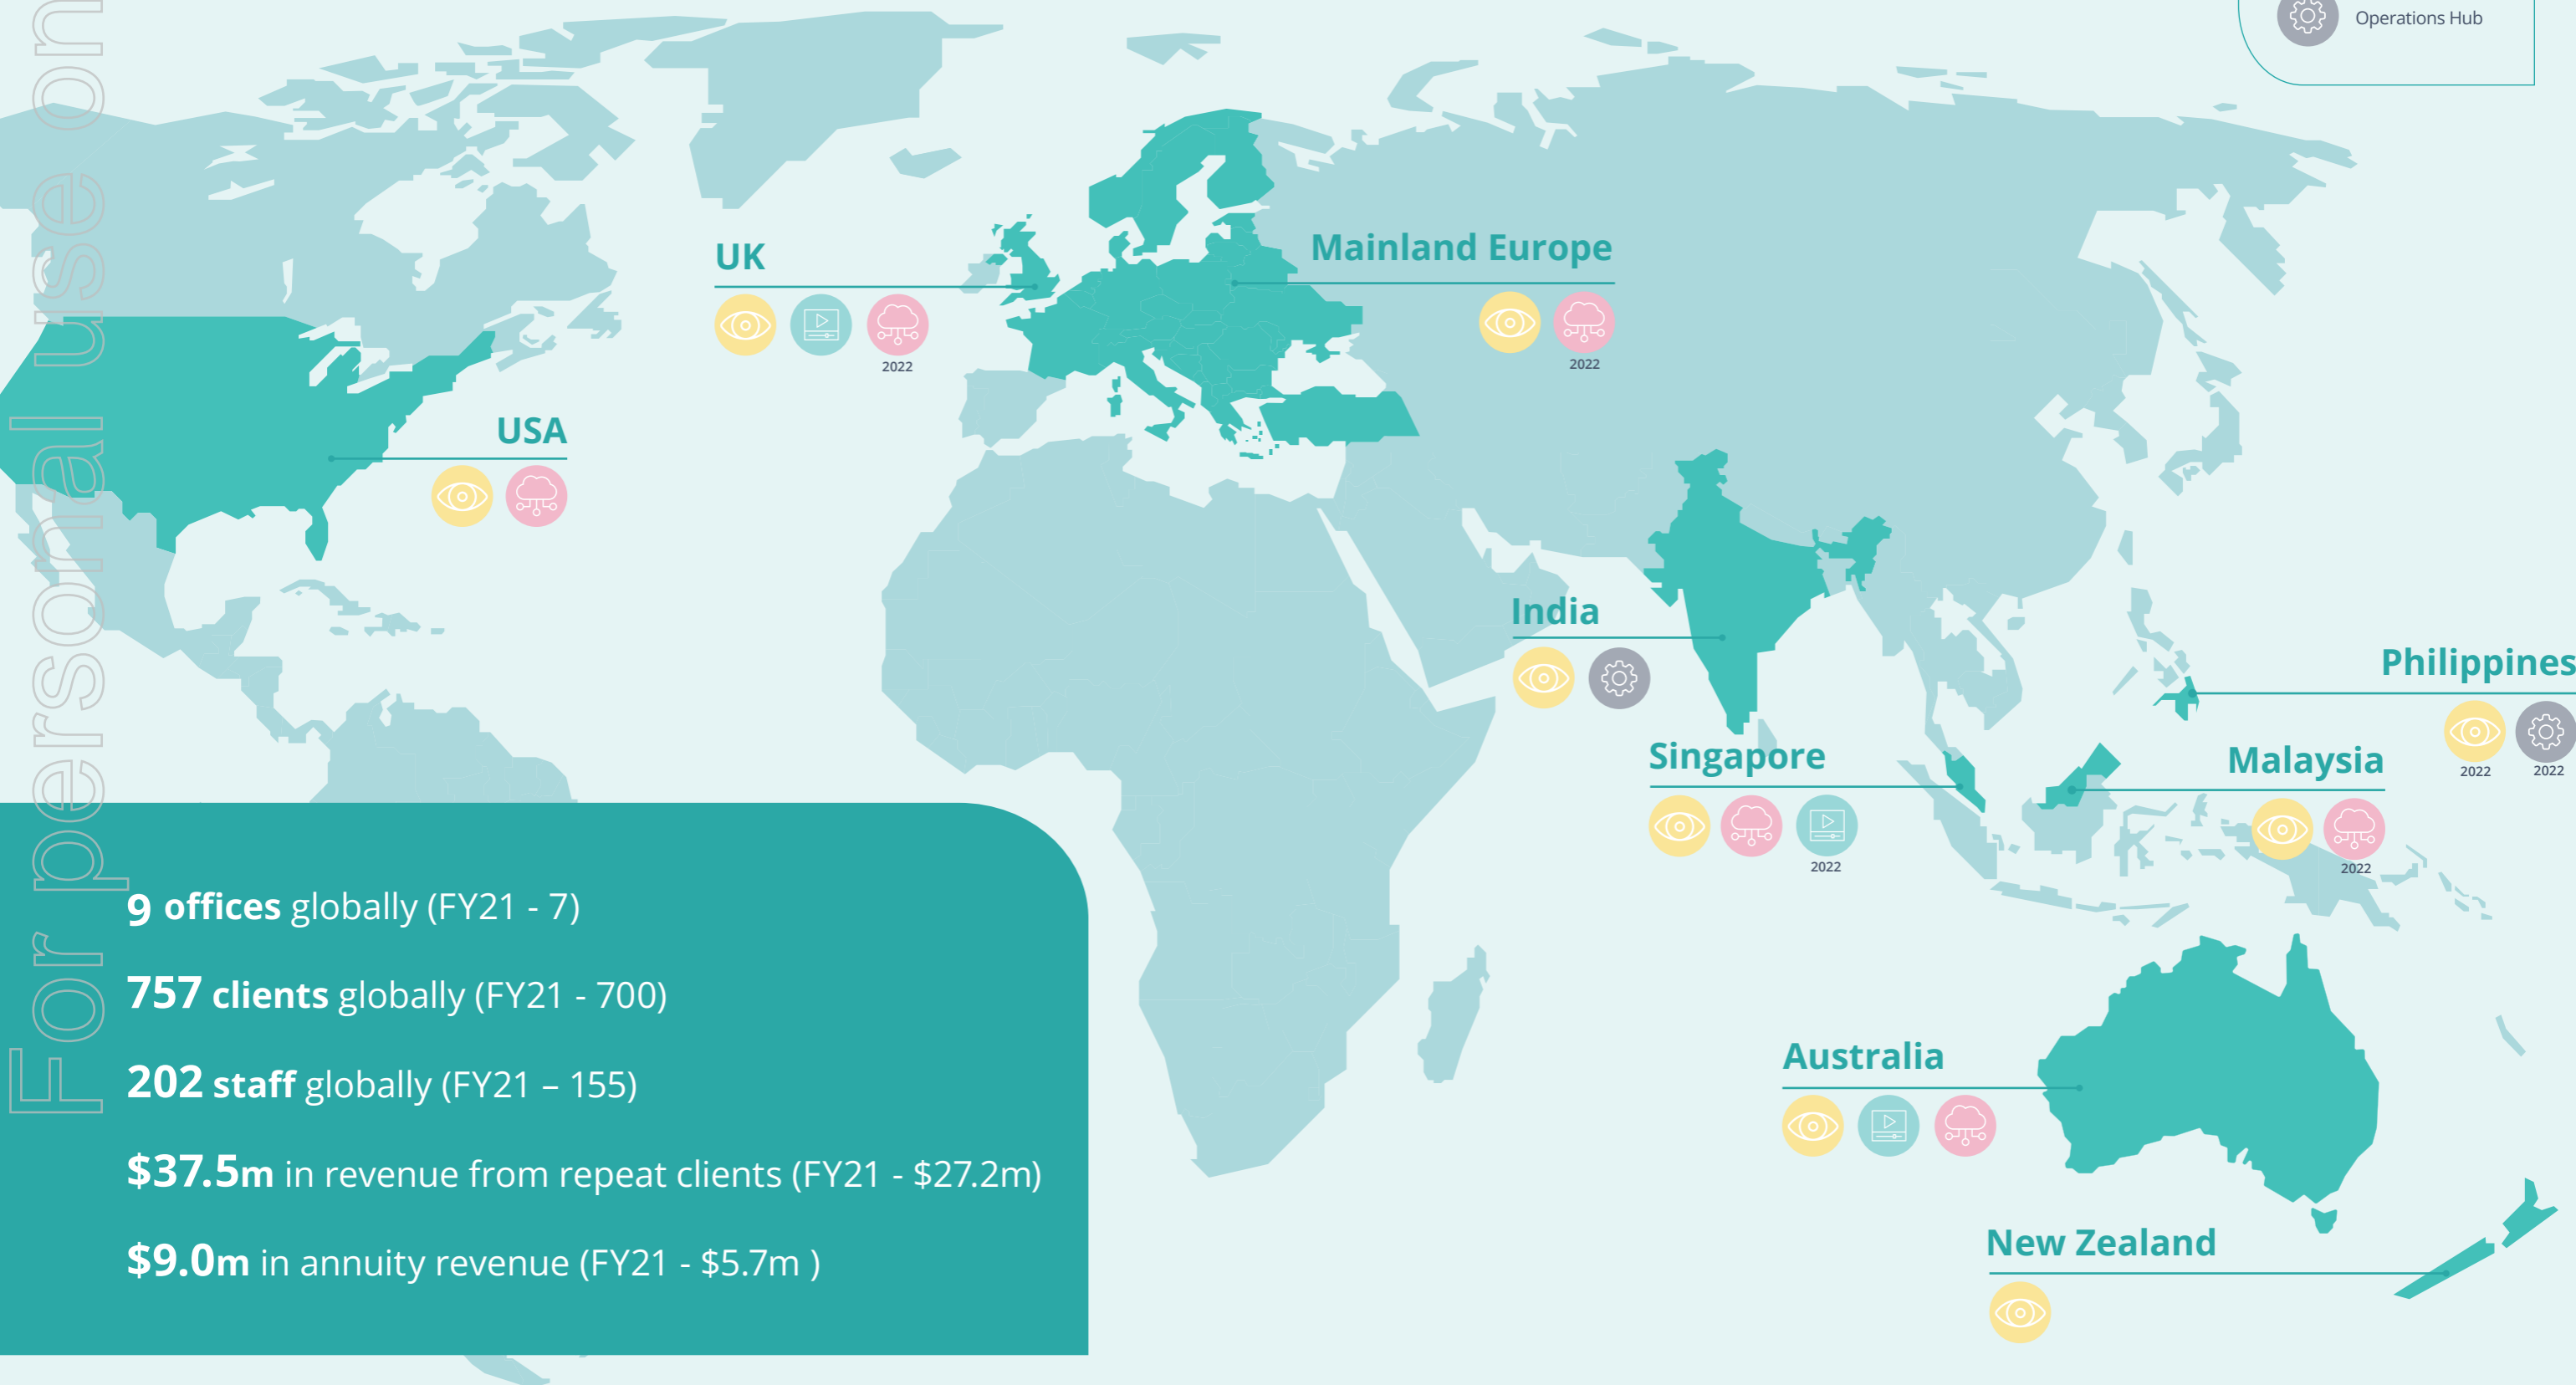 For personal use on
Operations Hub
UK
2022
Mainland Europe
2022
USA
India
Philippines
2022 2022
Singapore
2022
Malaysia
2022
9 offices globally (FY21 - 7)
757 clients globally (FY21 - 700)
202 staff globally (FY21 – 155)
$37.5m in revenue from repeat clients (FY21 - $27.2m)
$9.0m in annuity revenue (FY21 - $5.7m )
Australia
New Zealand